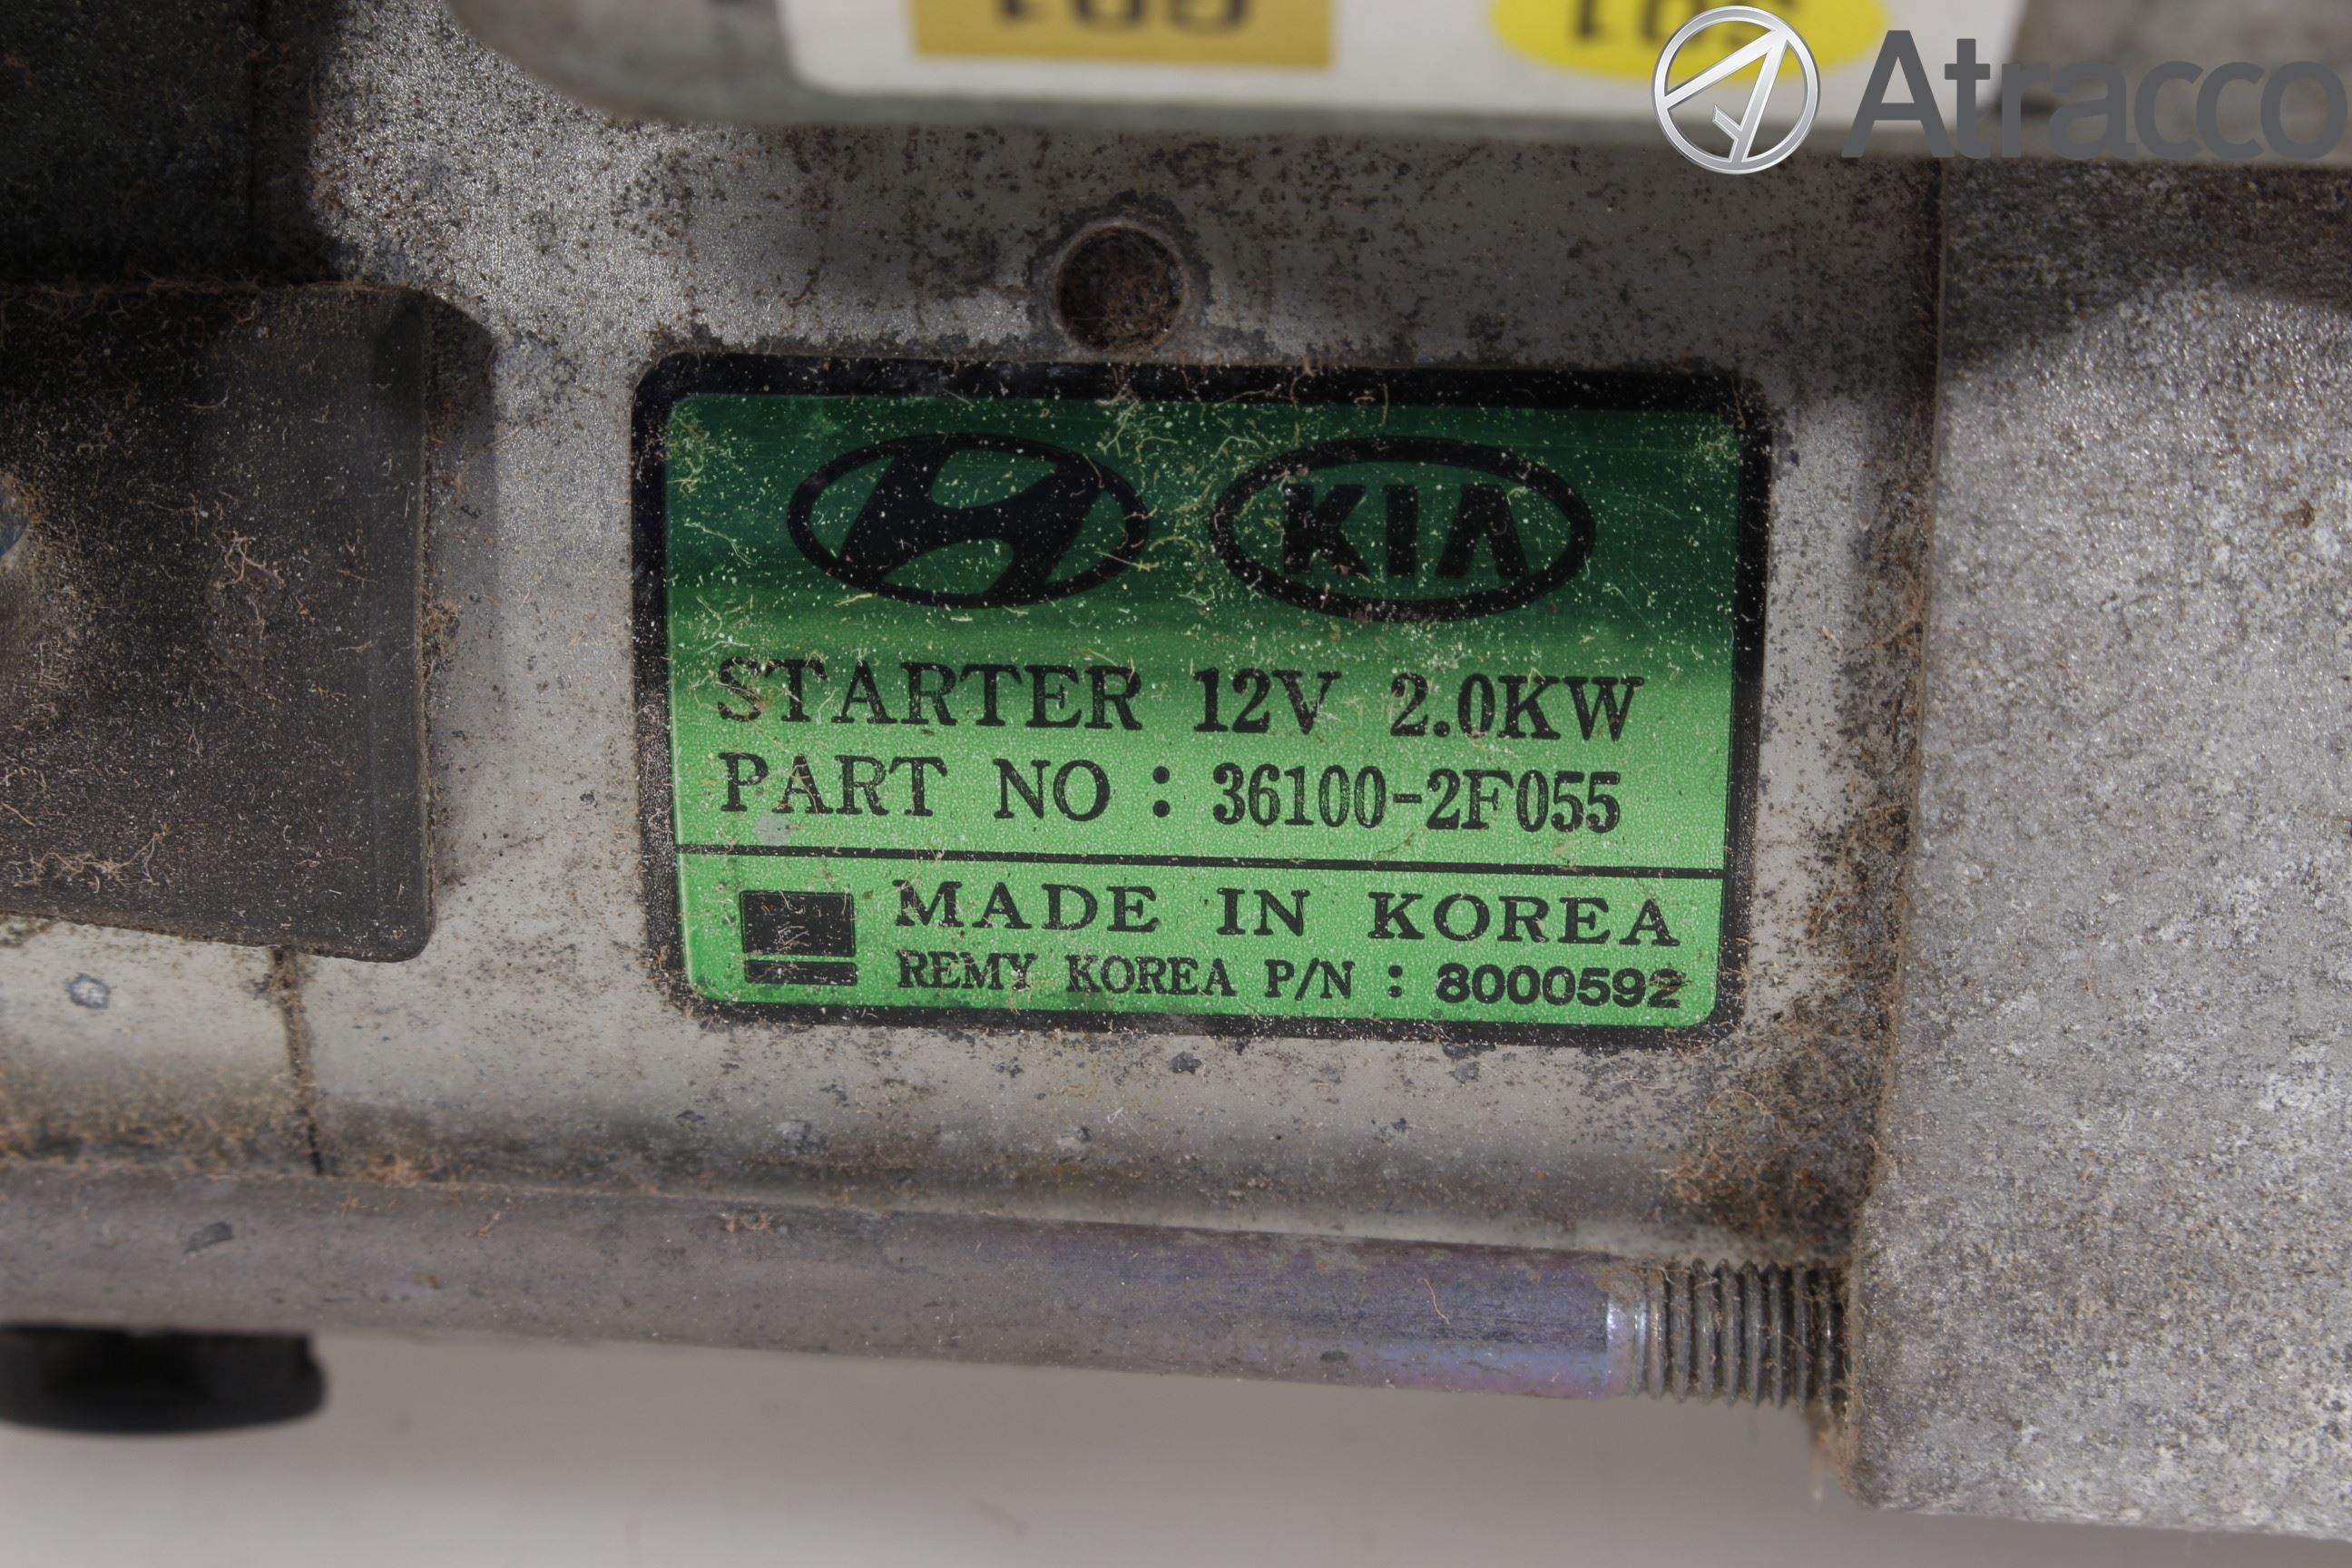 Atracco
KIA
STARTER 12V 2.0KW
PART NO : 36100-2F055
MADE IN KOREA
REMY KOREA P/N : 8000592